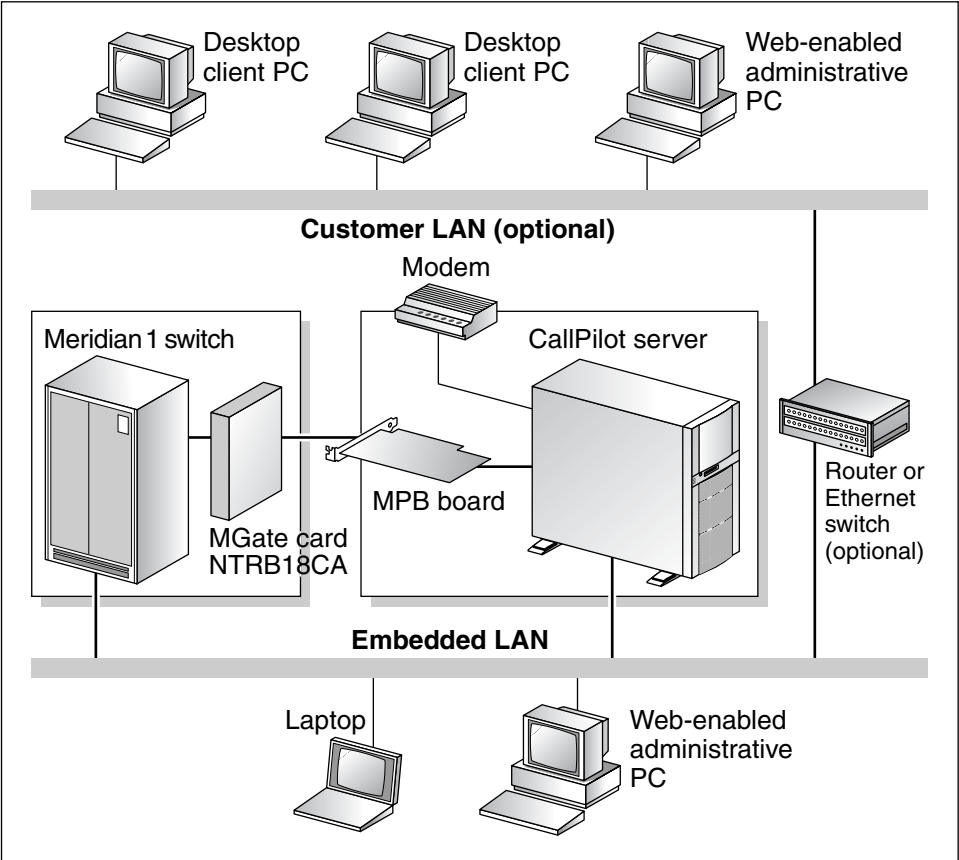 Desktop
client PC
Desktop
client PC
Web-enabled
administrative
PC
Customer LAN (optional)
Modem
Meridian 1 switch
CallPilot server
MGate card
NTRB18CA
MPB board
Router or
Ethernet
switch
(optional)
Embedded LAN
Laptop
Web-enabled
administrative
PC